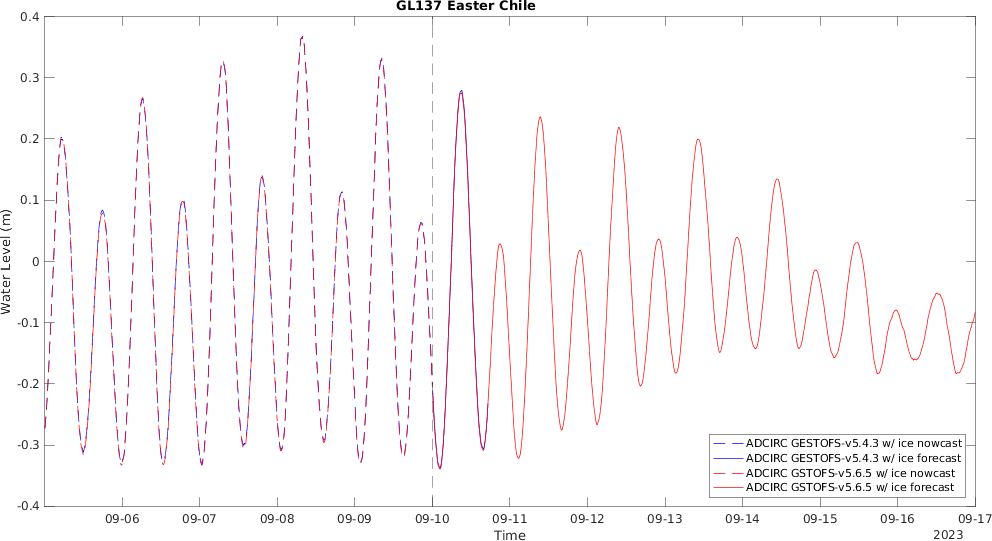 GL137 Easter Chile
0.4
0.3
0.2
0.1
0
-0.1
-0.2
-0.3
-0.4
Water Level (m)
ADCIRC GESTOFS-v5.4.3 w/ ice nowcast
ADCIRC GESTOFS-v5.4.3 w/ ice forecast
ADCIRC GSTOFS-v5.6.5 w/ ice nowcast
ADCIRC GSTOFS-v5.6.5 w/ ice forecast
09-06 09-07 09-08 09-09 09-10 09-11 09-12 09-13 09-14 09-15 09-16 09-17
Time
2023